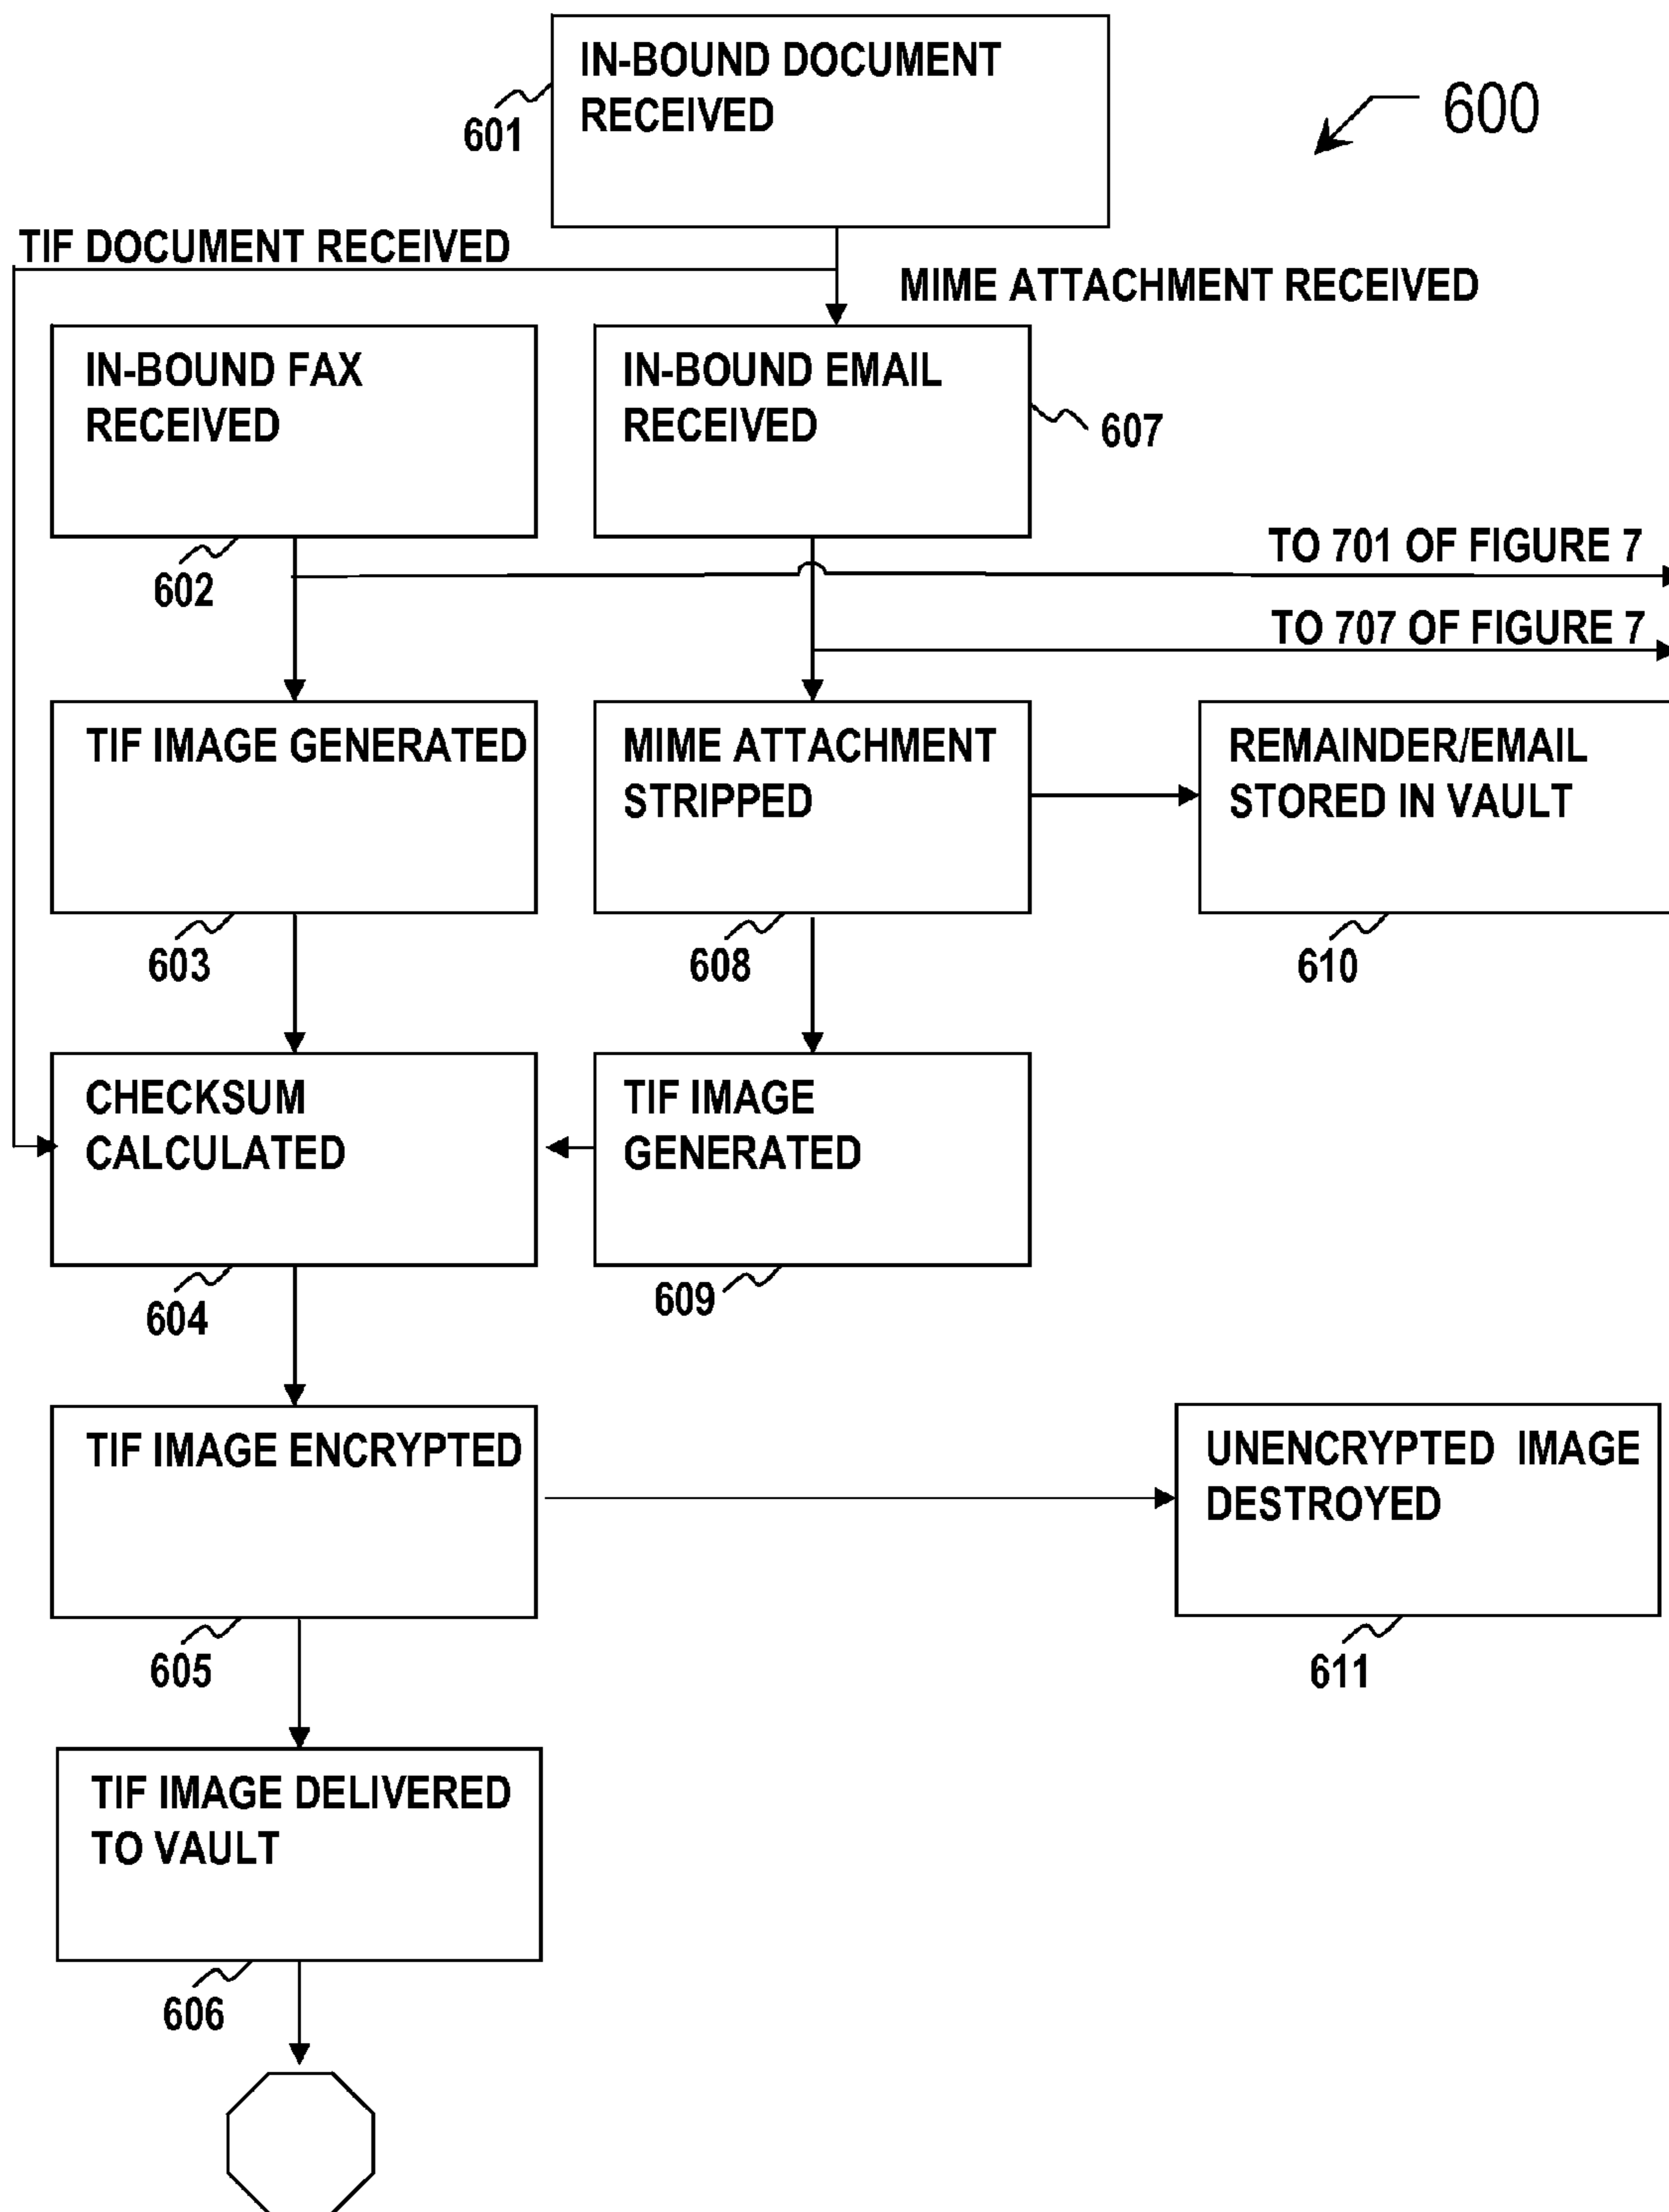 IN-BOUND DOCUMENT
RECEIVED
601
600
TIF DOCUMENT RECEIVED
MIME ATTACHMENT RECEIVED
IN-BOUND FAX
RECEIVED
602
IN-BOUND EMAIL
RECEIVED
607
TO 701 OF FIGURE 7
TO 707 OF FIGURE 7
TIF IMAGE GENERATED
603
MIME ATTACHMENT
STRIPPED
608
REMAINDER/EMAIL
STORED IN VAULT
610
CHECKSUM
CALCULATED
604
TIF IMAGE
GENERATED
609
TIF IMAGE ENCRYPTED
605
UNENCRYPTED IMAGE
DESTROYED
611
TIF IMAGE DELIVERED
TO VAULT
606